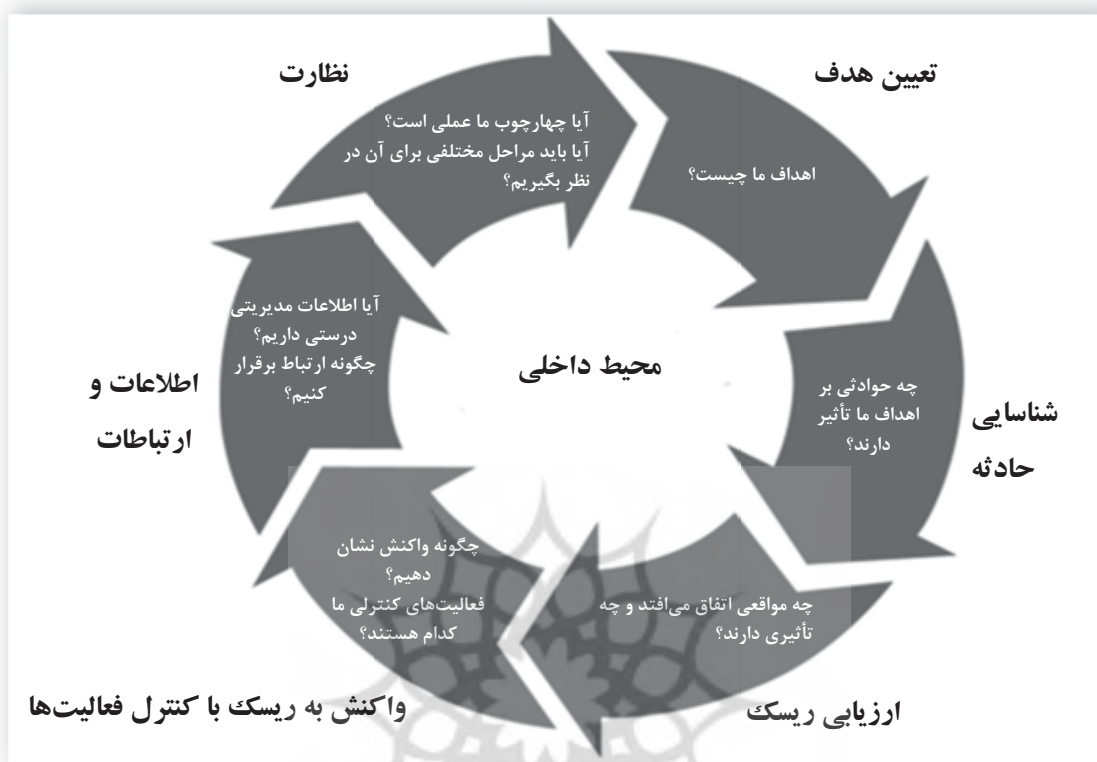 نظارت
تعیین هدف
آیا چهارچوب ما عملی است؟
آیا باید مراحل مختلفی برای آن در
نظر بگیریم؟
اهداف ما چیست؟
آیا اطلاعات مدیریتی
درستی داریم؟
چگونه ارتباط برقرار
کنیم؟
محیط داخلی
چه حوادثی بر
اهداف ما تأثیر
دارند؟
اطلاعات و
ارتباطات
شناسایی
حادثه
چگونه واکنش نشان
دهیم؟
فعالیت‌های کنترلی ما
کدام هستند؟
چه مواقعی اتفاق می‌افتد و چه
تأثیری دارند؟
واکنش به ریسک با کنترل فعالیت‌ها
ارزیابی ریسک